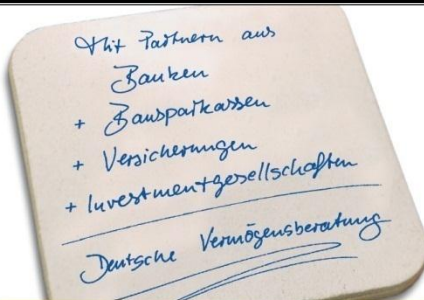 Mit Partnern aus
Banken
+ Bausparkassen
+ Versicherungen
+ Investmentgesellschaften
Deutsche Vermögensberatung